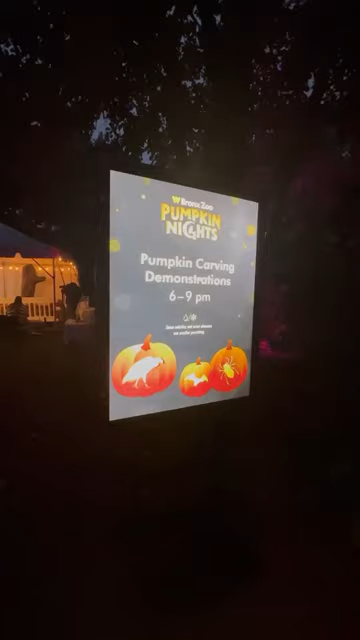 Bronx Zoo
PUMPKIN
NIGHTS
Pumpkin Carving
Demonstrations
6–9 pm